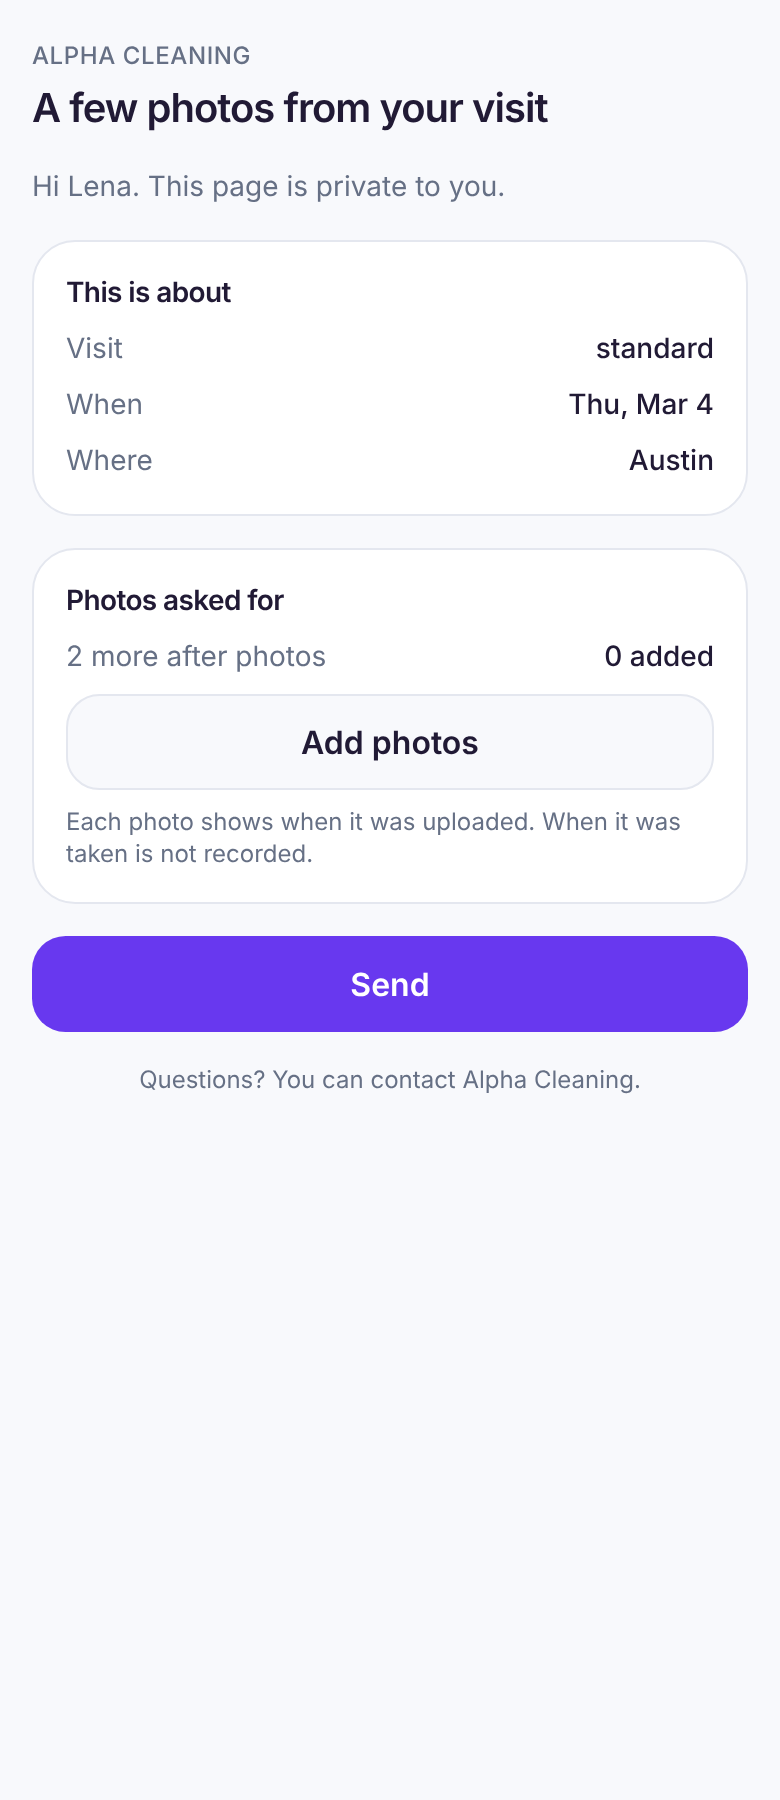 ALPHA CLEANING
A few photos from your visit
Hi Lena. This page is private to you.
This is about
Visit standard
When Thu, Mar 4
Where Austin
Photos asked for
2 more after photos 0 added
Add photos
Each photo shows when it was uploaded. When it was
taken is not recorded.
Send
Questions? You can contact Alpha Cleaning.